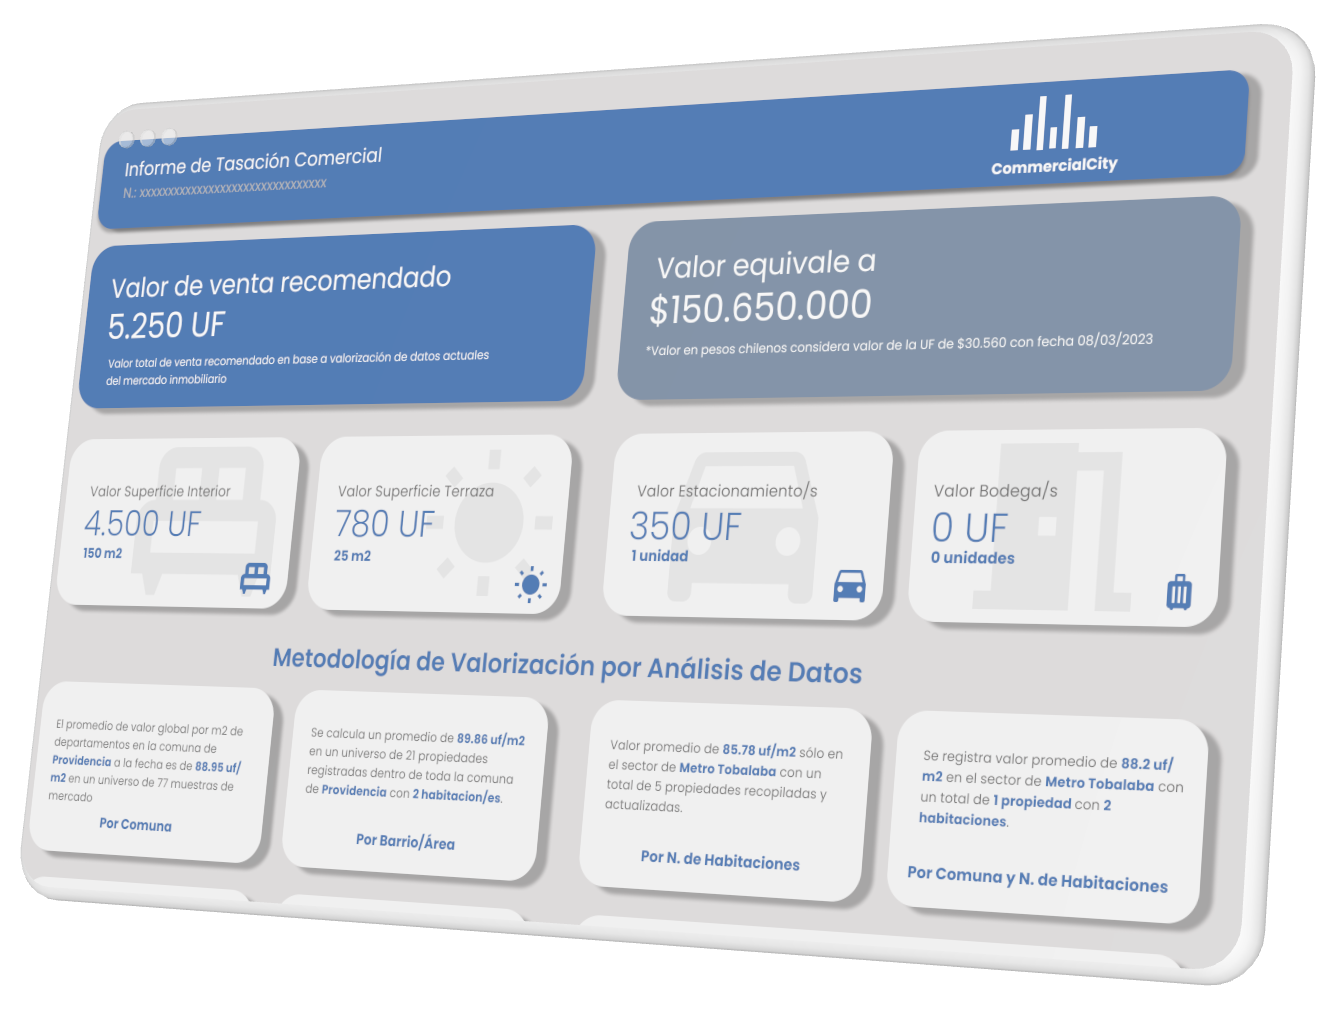 Informe de Tasación Comercial
N.: xxxxxxxxxxxxxxxxxxxxxxxxxxxxxxxxx
CommercialCity
Valor de venta recomendado
5.250 UF
Valor total de venta recomendado en base a valorización de datos actuales
del mercado inmobiliario
Valor equivale a
$150.650.000
*Valor en pesos chilenos considera valor de la UF de $30.560 con fecha 08/03/2023
Valor Superficie Interior
4.500 UF
150 m2
Valor Superficie Terraza
780 UF
25 m2
Valor Estacionamiento/s
350 UF
1 unidad
Valor Bodega/s
0 UF
0 unidades
Metodología de Valorización por Análisis de Datos
El promedio de valor global por m2 de
departamentos en la comuna de
Providencia a la fecha es de 88.95 uf/
m2 en un universo de 77 muestras de
mercado
Por Comuna
Se calcula un promedio de 89.86 uf/m2
en un universo de 21 propiedades
registradas dentro de toda la comuna
de Providencia con 2 habitacion/es.
Por Barrio/Área
Valor promedio de 85.78 uf/m2 sólo en
el sector de Metro Tobalaba con un
total de 5 propiedades recopiladas y
actualizadas.
Por N. de Habitaciones
Se registra valor promedio de 88.2 uf/
m2 en el sector de Metro Tobalaba con
un total de 1 propiedad con 2
habitaciones.
Por Comuna y N. de Habitaciones